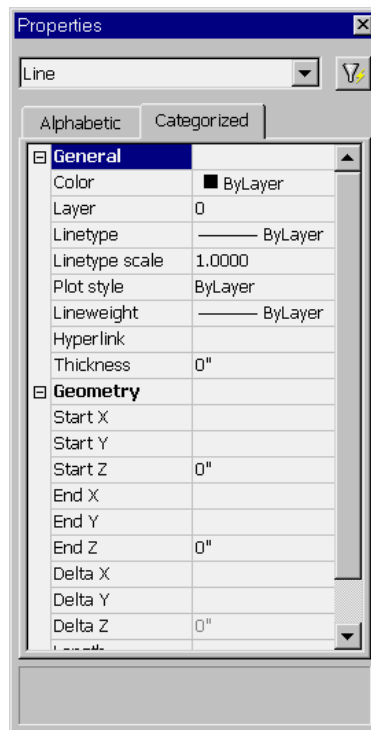 Properties
Line
Alphabetic Categorized
General
Color ByLayer
Layer 0
Linetype ByLayer
Linetype scale 1.0000
Plot style ByLayer
Lineweight ByLayer
Hyperlink
Thickness 0"
Geometry
Start X
Start Y
Start Z 0"
End X
End Y
End Z 0"
Delta X
Delta Y
Delta Z 0"